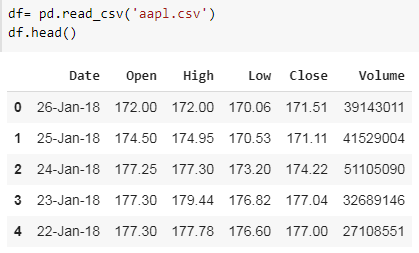 df= pd.read_csv('aapl.csv')
df.head()
Date Open High Low Close Volume
0 26-Jan-18 172.00 172.00 170.06 171.51 39143011
1 25-Jan-18 174.50 174.95 170.53 171.11 41529004
2 24-Jan-18 177.25 177.30 173.20 174.22 51105090
3 23-Jan-18 177.30 179.44 176.82 177.04 32689146
4 22-Jan-18 177.30 177.78 176.60 177.00 27108551